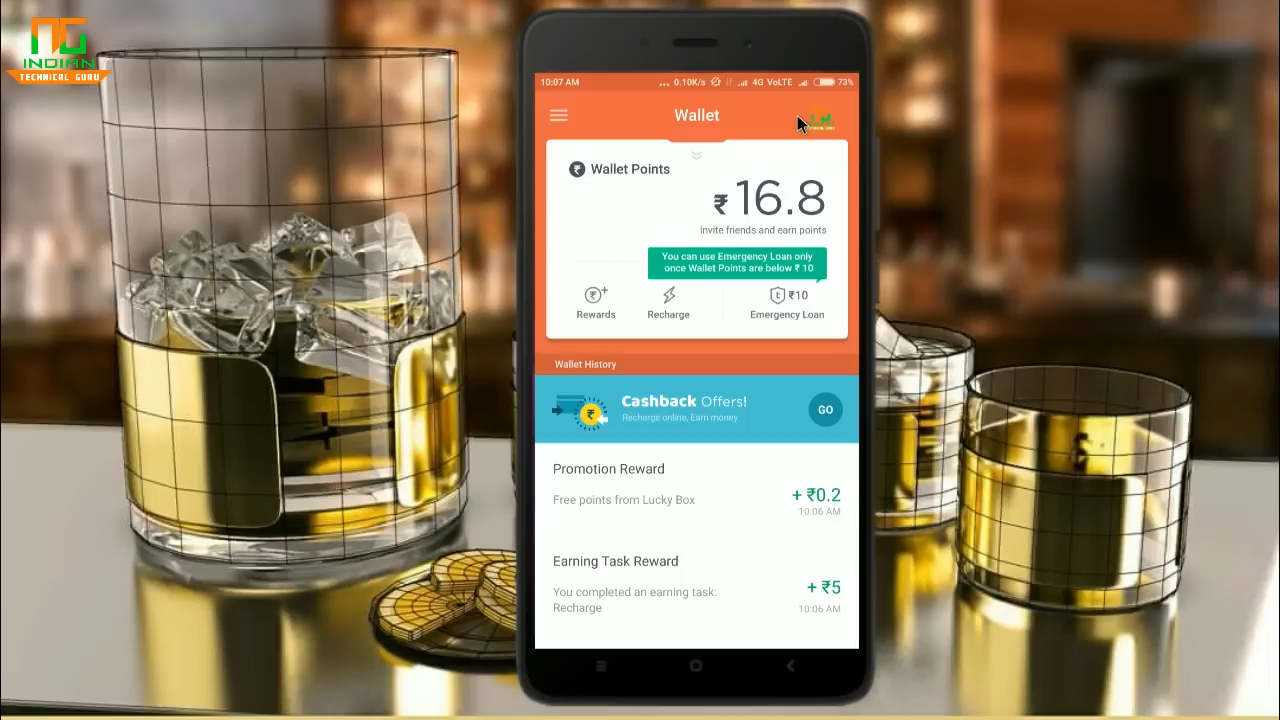 INDIAN
TECHNICAL GURU
10:07 AM
... 0.10K/s 4G VoLTE 73%
Wallet
Wallet Points
₹16.8
Invite friends and earn points
You can use Emergency Loan only
once Wallet Points are below ₹ 10
₹10
Rewards Recharge Emergency Loan
Wallet History
Cashback Offers!
Recharge online, Earn money.
GO
Promotion Reward
Free points from Lucky Box
+ ₹0.2
10:06 AM
Earning Task Reward
You completed an earning task:
Recharge
+ ₹5
10:06 AM